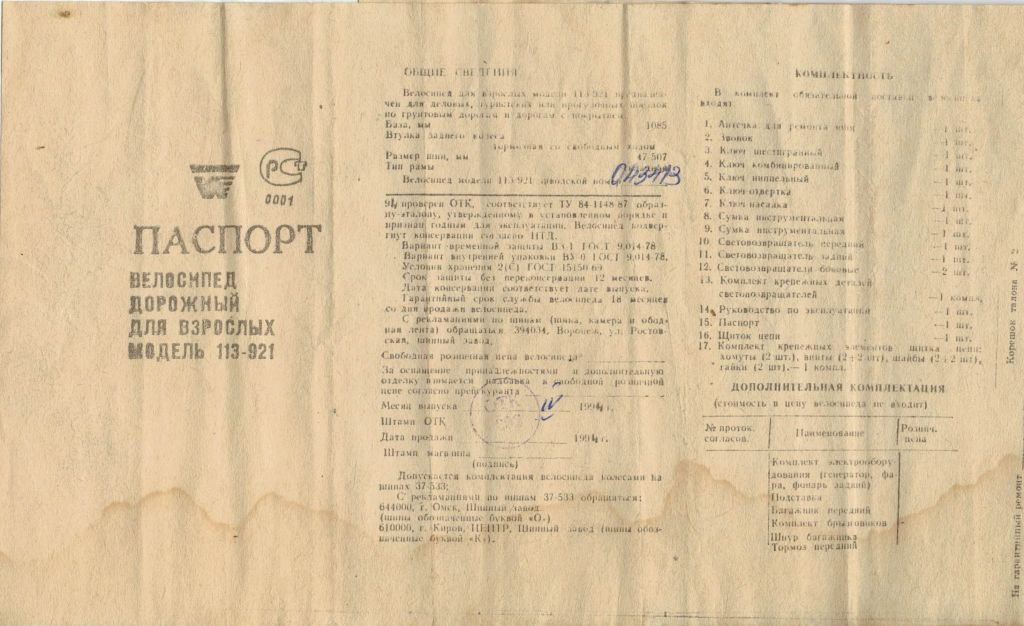 РСТ
0001
ПАСПОРТ
ВЕЛОСИПЕД
ДОРОЖНЫЙ
ДЛЯ ВЗРОСЛЫХ
МОДЕЛЬ 113-921
ОБЩИЕ СВЕДЕНИЯ
Велосипед для взрослых модели 113-921 предназна-
чен для деловых, туристских или прогулочных поездок
по грунтовым дорогам и дорогам с покрытием.
База, мм 1085
Втулка заднего колеса
тормозная со свободным ходом
Размер шин, мм 47-507
Тип рамы
Велосипед модели 113-921 заводской номер
94 проверен ОТК, соответствует ТУ 84-1148-87 образ-
цу-эталону, утвержденному в установленном порядке и
признан годным для эксплуатации. Велосипед подвер-
гнут консервации согласно НТД.
Вариант временной защиты ВЗ-1 ГОСТ 9.014-78
Вариант внутренней упаковки ВУ-0 ГОСТ 9.014-78.
Условия хранения 2(С) ГОСТ 15150-69
Срок защиты без переконсервации 12 месяцев.
Дата консервации соответствует дате выпуска.
Гарантийный срок службы велосипеда 18 месяцев
со дня продажи велосипеда.
С рекламациями по шинам (шина, камера и обод-
ная лента) обращаться: 394034, Воронеж, ул. Ростов-
ская, шинный завод.
Свободная розничная цена велосипеда
За оснащение принадлежностями и дополнительную
отделку взимается надбавка к свободной розничной
цене согласно прейскуранта
Месяц выпуска IV 1994 г.
Штамп ОТК
ОТК
Дата продажи 1994 г.
Штамп магазина
(подпись)
Допускается комплектация велосипеда колесами на
шинах 37-533;
С рекламациями по шинам 37-533 обращаться:
644000, г. Омск, Шинный завод
(шины обозначенные буквой «О»)
610000, г. Киров, ЦЕНТР, Шинный завод (шины обоз-
наченные буквой «К»).
КОМПЛЕКТНОСТЬ
В комплект обязательной поставки велосипеда
входят:
1. Аптечка для ремонта шин —1 шт.
2. Звонок —1 шт.
3. Ключ шестигранный —1 шт.
4. Ключ комбинированный —1 шт.
5. Ключ ниппельный —1 шт.
6. Ключ-отвертка —1 шт.
7. Ключ-насадка —1 шт.
8. Сумка инструментальная —1 шт.
9. Сумка инструментальная —1 шт.
10. Световозвращатель передний —1 шт.
11. Световозвращатель задний —1 шт.
12. Световозвращатели боковые —2 шт.
13. Комплект крепежных деталей
световозвращателей —1 компл.
14. Руководство по эксплуатации —1 шт.
15. Паспорт —1 шт.
16. Щиток цепи —1 шт.
17. Комплект крепежных элементов щитка цепи:
хомуты (2 шт.), винты (2+2 шт), шайбы (2+2 шт),
гайки (2 шт).— 1 компл.
ДОПОЛНИТЕЛЬНАЯ КОМПЛЕКТАЦИЯ
(стоимость в цену велосипеда не входит)
№ проток. согласов.
Наименование
Рознич. цена
Комплект электрообору-
дования (генератор, фа-
ра, фонарь задний)
Подставка
Багажник передний
Комплект брызговиков
Шнур багажника
Тормоз передний
Корешок талона № 2
На гарантийный ремонт